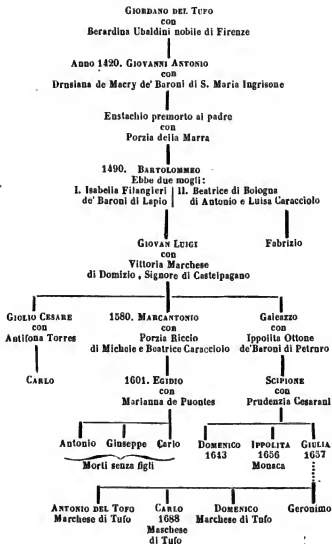 GIORDANO DEL TUFO
con
Berardina Ubaldini nobile di Firenze
Anno 1420. GIOVANNI ANTONIO
con
Drusiana de Macry de' Baroni di S. Maria Ingrisone
Eustachio premorto al padre
con
Porzia della Marra
1490. BARTOLOMMEO
Ebbe due mogli:
I. Isabella Filangieri II. Beatrice di Bologna
de' Baroni di Lapio di Antonio e Luisa Caracciolo
GIOVAN LUIGI Fabrizio
con
Vittoria Marchese
di Domizio, Signore di Castelpagano
GIOLIO CESARE 1580. MARCANTONIO Galeazzo
con con con
Antifona Torres Porzia Riccio Ippolita Ottone
di Michele e Beatrice Caracciolo de' Baroni di Petruro
CARLO 1601. EGIDIO SCIPIONE
con con
Marianna de Puontes Prudenzia Cesarani
Antonio Giuseppe Carlo DOMENICO IPPOLITA GIULIA
1643 1656 1657
Morti senza figli Monaca
ANTONIO DEL TOFO CARLO DOMENICO Geronimo
Marchese di Tufo 1688 Marchese di Tufo
Maschese
di Tufo